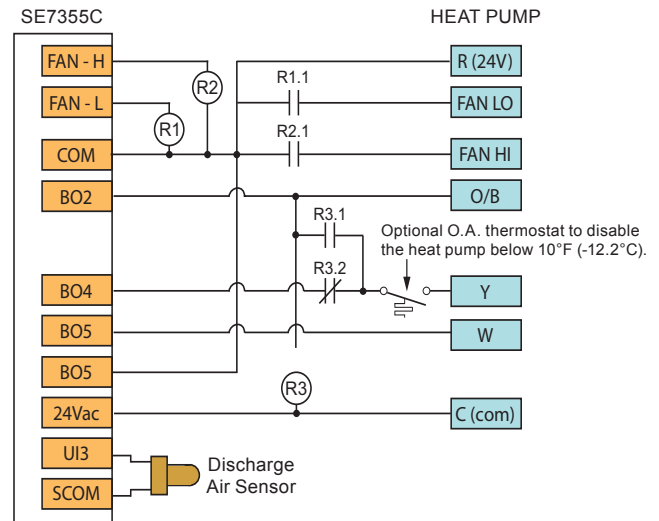 SE7355C
HEAT PUMP
FAN - H
R (24V)
R2
R1.1
FAN - L
FAN LO
R1
R2.1
COM
FAN HI
BO2
O/B
R3.1
Optional O.A. thermostat to disable
the heat pump below 10°F (-12.2°C).
R3.2
BO4
Y
BO5
W
BO5
R3
24Vac
C (com)
UI3
Discharge
Air Sensor
SCOM